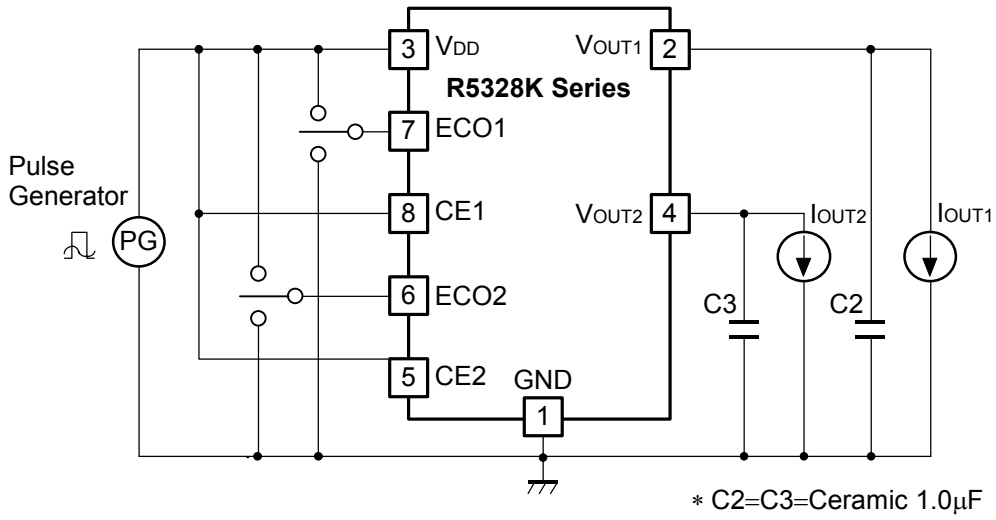 3 VDD VOUT1 2
R5328K Series
7 ECO1
Pulse
Generator
PG
8 CE1 VOUT2 4 IOUT2 IOUT1
6 ECO2
C3 C2
5 CE2 GND
1
* C2=C3=Ceramic 1.0μF